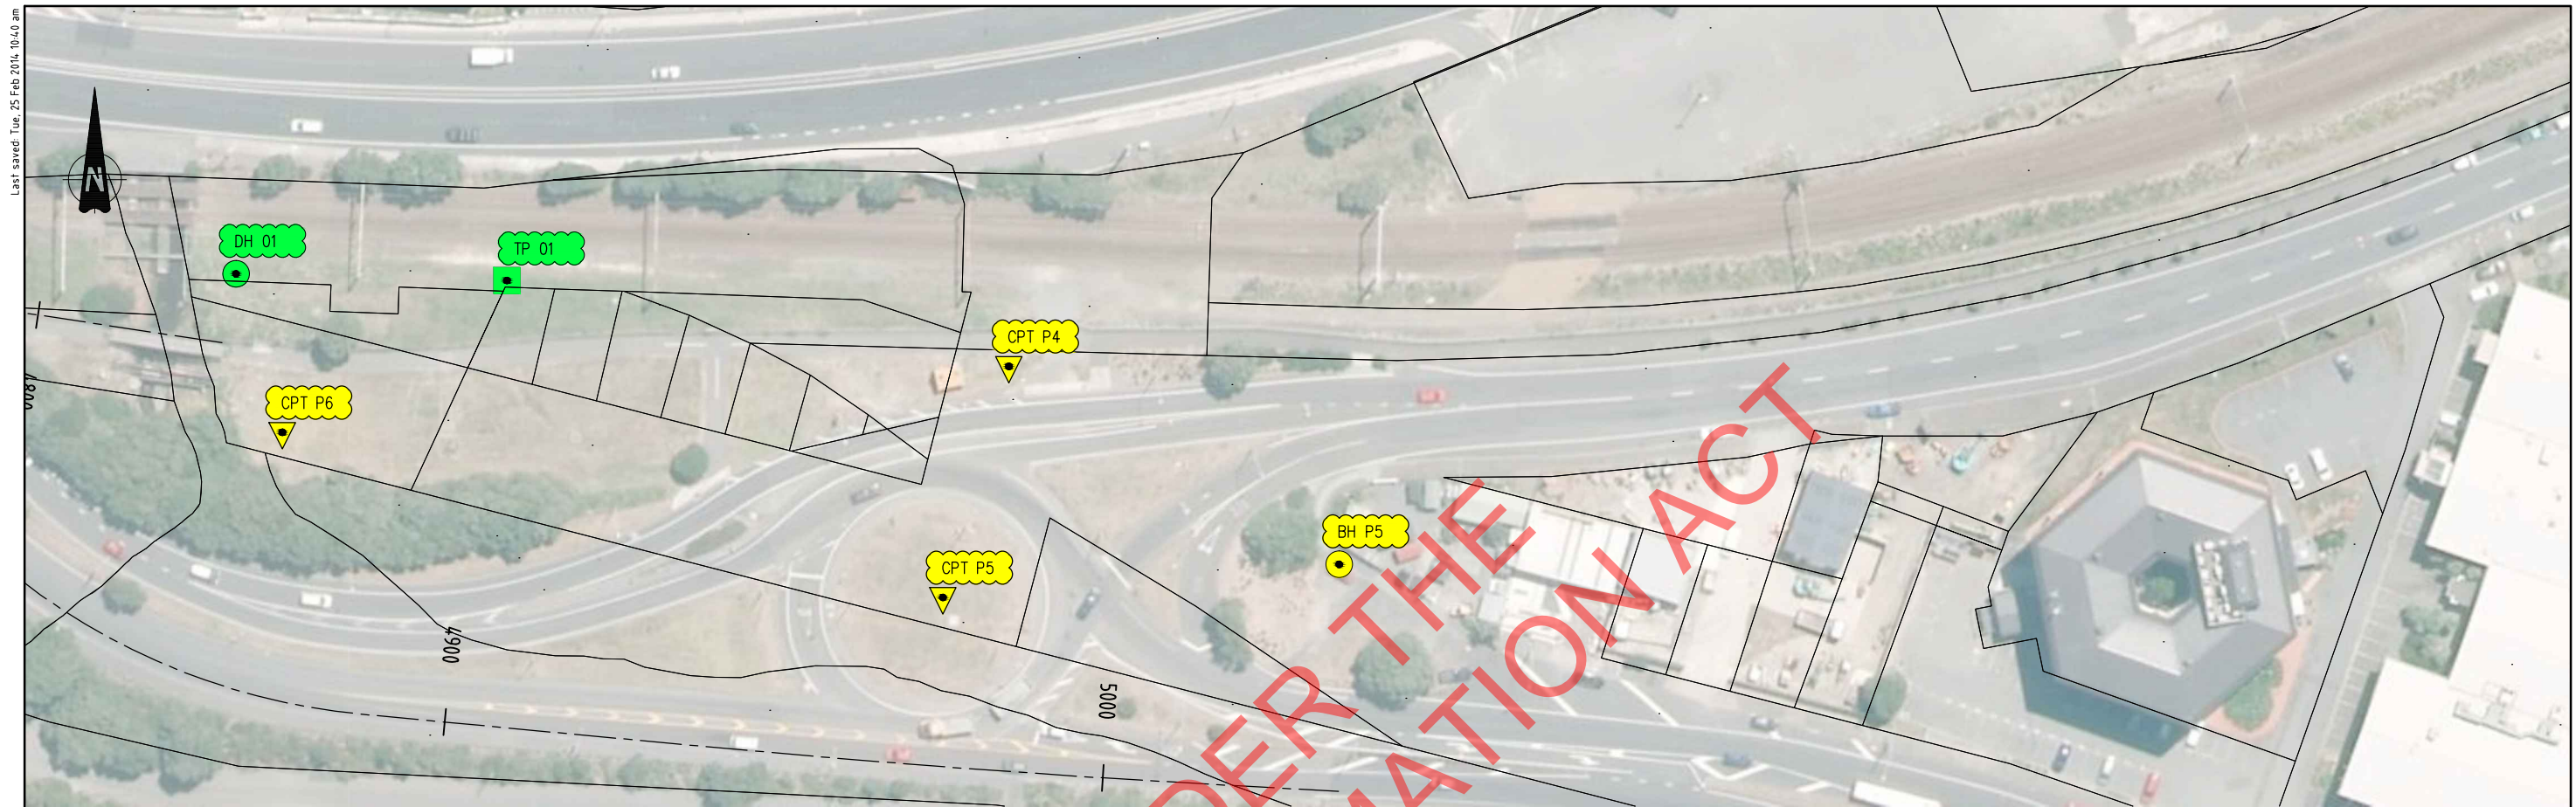 Last saved: Tue, 25 Feb 2014 10:40 am
N
DH 01
TP 01
CPT P4
CPT P6
BH P5
CPT P5
4800
4900
5000
DER THE
MATION ACT